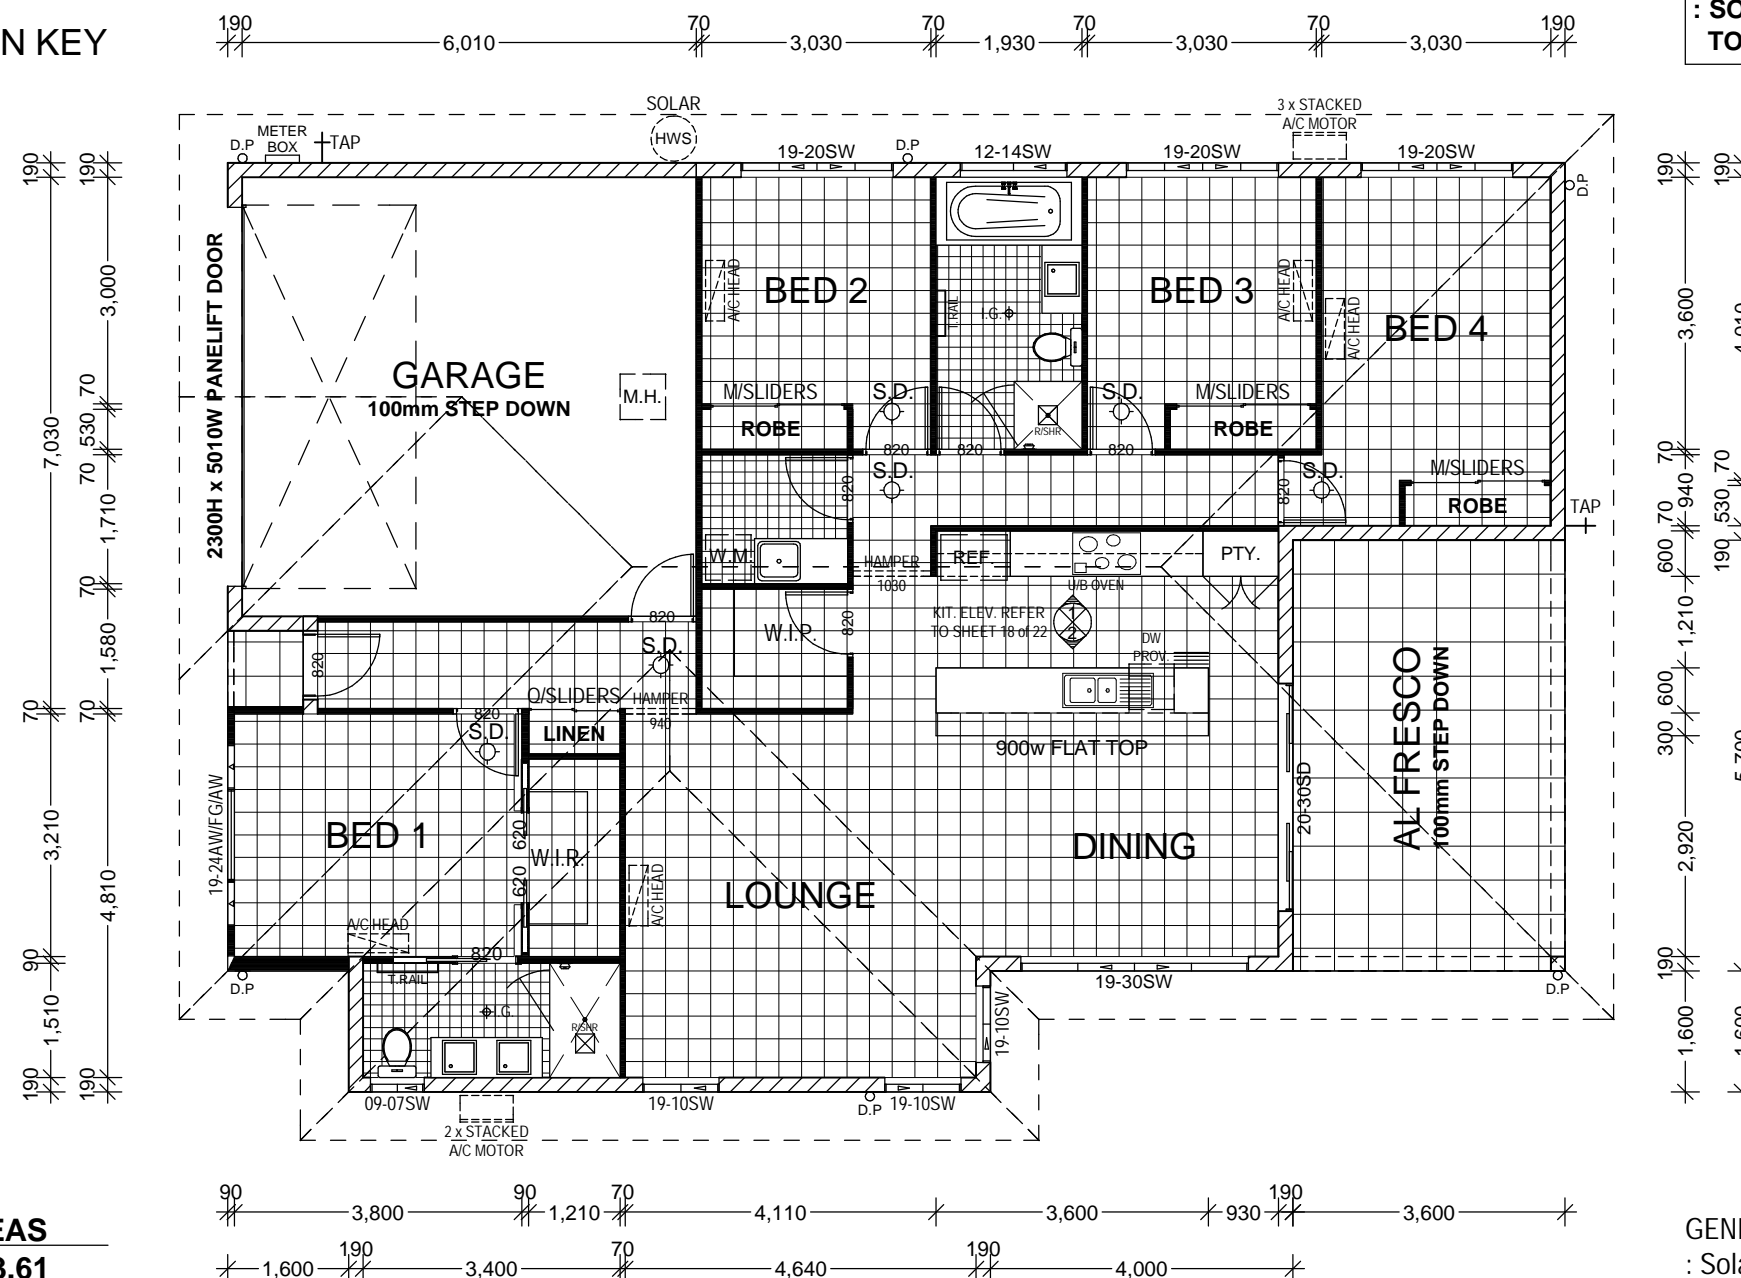 N KEY
: SO
TO
190
6,010
70
3,030
70
1,930
70
3,030
70
3,030
190
SOLAR
HWS
3 x STACKED
A/C MOTOR
METER
BOX
D.P
TAP
D.P
19-20SW
12-14SW
19-20SW
19-20SW
D.P
2300H x 5010W PANELIFT DOOR
GARAGE
100mm STEP DOWN
M.H.
BED 2
A/C HEAD
M/SLIDERS
ROBE
S.D.
820
T.RAIL
I.G.
R/SHR
820
BED 3
A/C HEAD
M/SLIDERS
ROBE
S.D.
820
BED 4
A/C HEAD
M/SLIDERS
ROBE
S.D.
820
TAP
S.D.
820
W.M.
HAMPER
1030
REF.
U/B OVEN
PTY.
KIT. ELEV. REFER
TO SHEET 18 of 22
1
2
DW
PROV.
900w FLAT TOP
W.I.P.
820
820
S.D.
820
O/SLIDERS
LINEN
HAMPER
940
820
S.D.
BED 1
19-24AW/FG/AW
620
620
W.I.R.
A/C HEAD
A/C HEAD
LOUNGE
DINING
20-30SD
AL FRESCO
100mm STEP DOWN
820
T.RAIL
I.G.
R/SHR
D.P
19-30SW
19-10SW
D.P
09-07SW
19-10SW
D.P
19-10SW
2 x STACKED
A/C MOTOR
190
7,030
70
3,210
90
1,510
190
190
3,000
70
530
70
1,710
70
1,580
70
4,810
190
190
3,600
70
940
70
600
1,210
600
300
2,920
190
1,600
190
4,010
70
530
190
5,700
1,600
90
3,800
90
1,210
70
4,110
3,600
930
190
3,600
1,600
190
3,400
70
4,640
190
4,000
EAS
3.61
GEN
: Sola